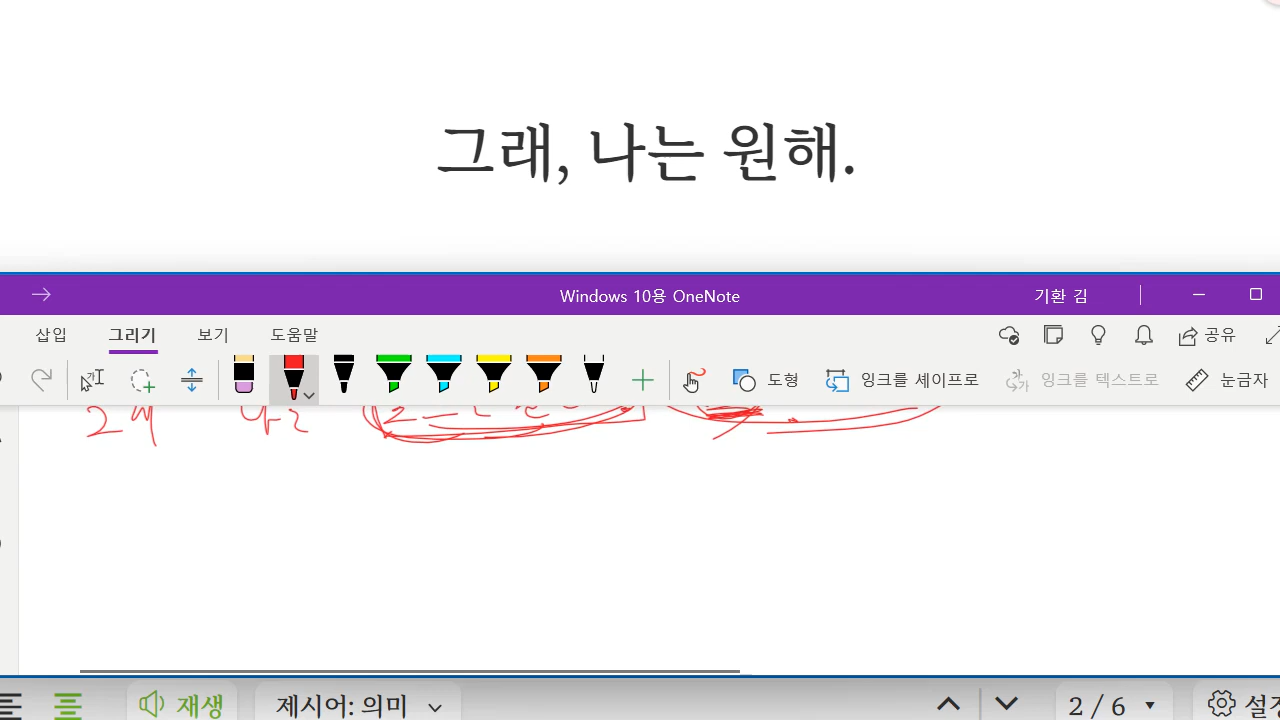 그래, 나는 원해.
Windows 10용 OneNote
기환 김
삽입 그리기 보기 도움말
공유
가 도형 잉크를 셰이프로 가 잉크를 텍스트로 눈금자
재생 제시어: 의미 2 / 6